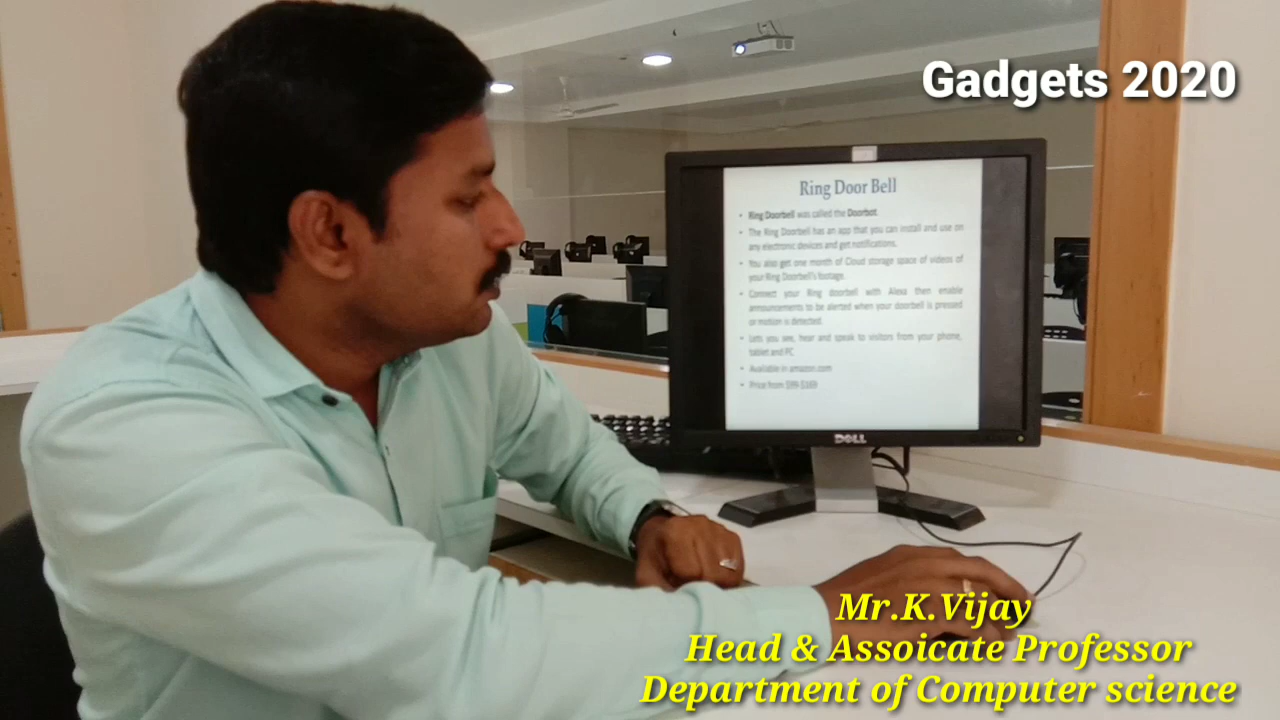 Gadgets 2020
Ring Door Bell
• Ring Doorbell was called the Doorbot.
• The Ring Doorbell has an app that you can install and use on
any electronic devices and get notifications.
• You also get one month of Cloud storage space of videos of
your Ring Doorbell's footage.
• Connect your Ring doorbell with Alexa then enable
announcements to be alerted when your doorbell is pressed
or motion is detected.
• Lets you see, hear and speak to visitors from your phone,
tablet and PC
• Available in amazon.com
• Price from $99-$169
DELL
Mr.K.Vijay
Head & Assoicate Professor
Department of Computer science